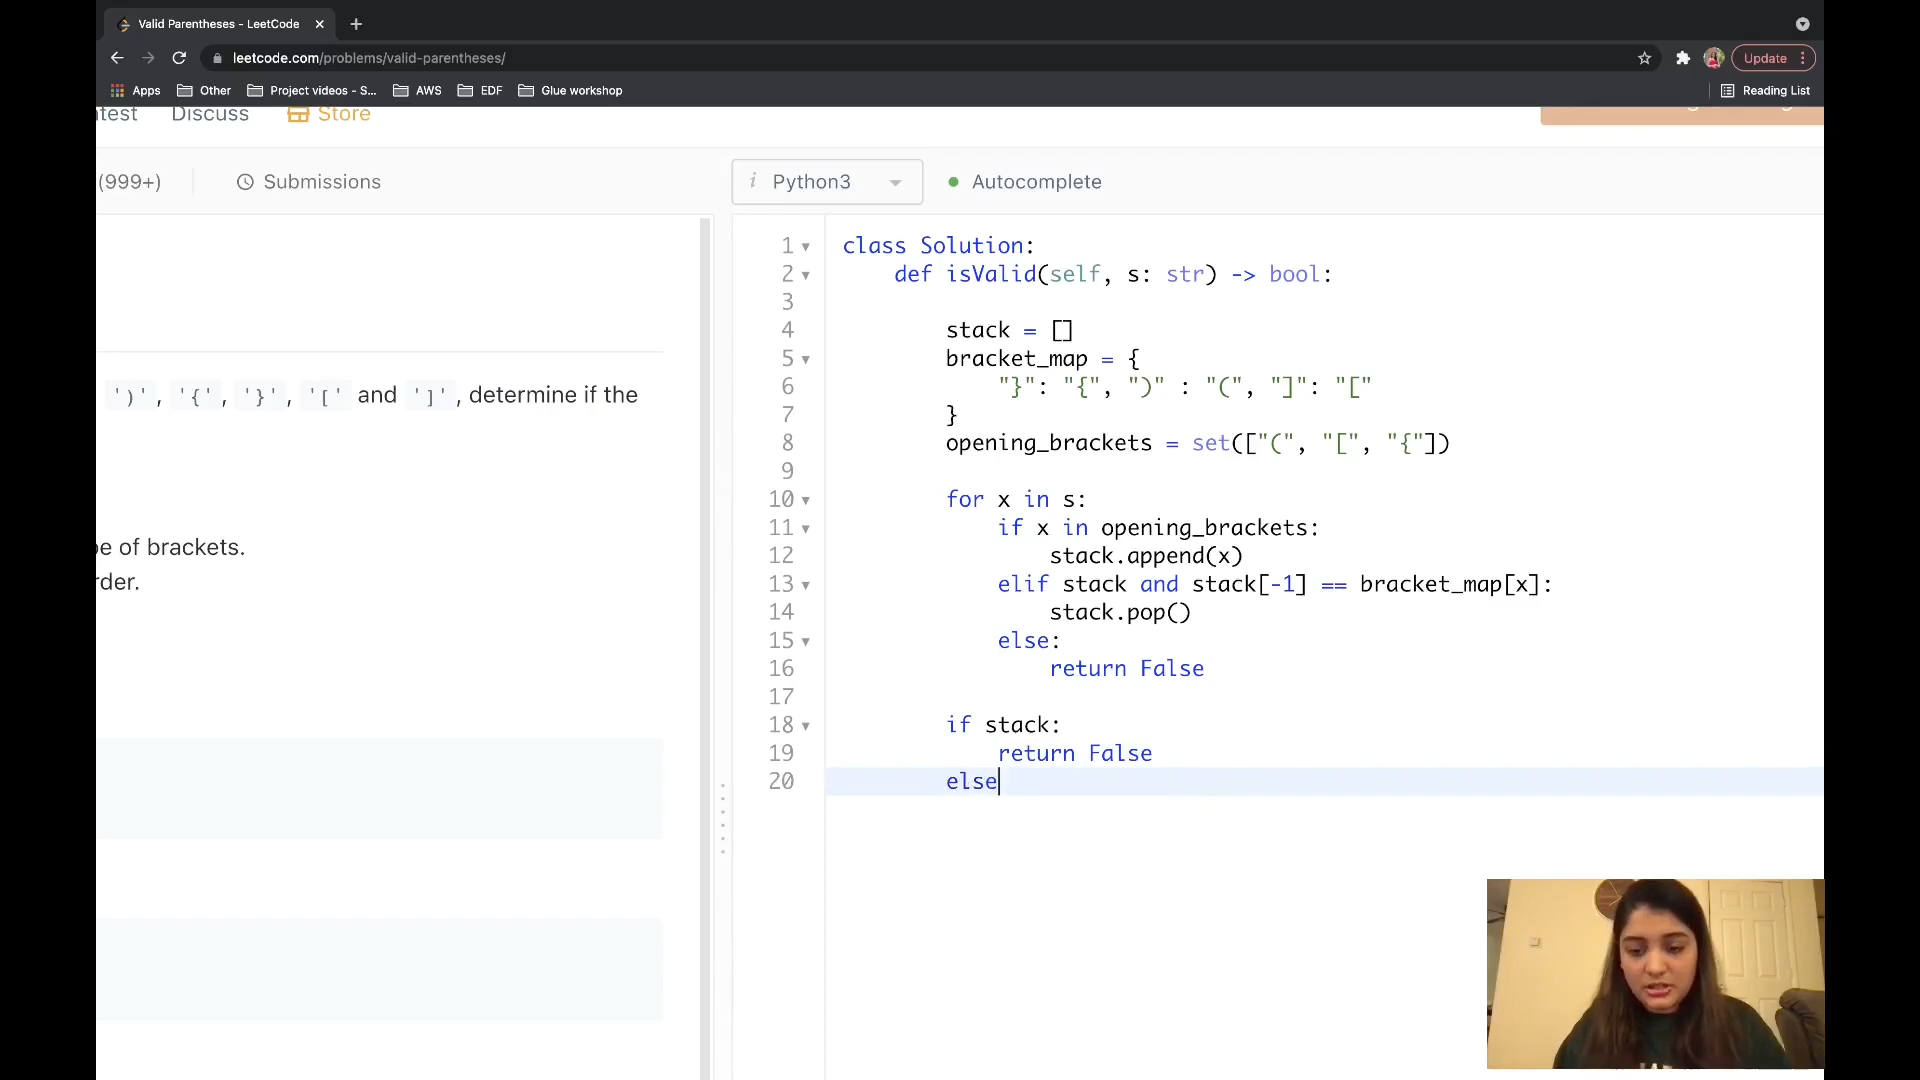 Valid Parentheses - LeetCode
leetcode.com/problems/valid-parentheses/
Update
Apps Other Project videos - S... AWS EDF Glue workshop Reading List
Discuss Store
(999+) Submissions Python3 Autocomplete
')', '{', '}', '[' and ']', determine if the
of brackets.
1 class Solution:
2 def isValid(self, s: str) -> bool:
3
4 stack = []
5 bracket_map = {
6 "}": "{", ")" : "(", "]": "["
7 }
8 opening_brackets = set(["(", "[", "{"])
9
10 for x in s:
11 if x in opening_brackets:
12 stack.append(x)
13 elif stack and stack[-1] == bracket_map[x]:
14 stack.pop()
15 else:
16 return False
17
18 if stack:
19 return False
20 else